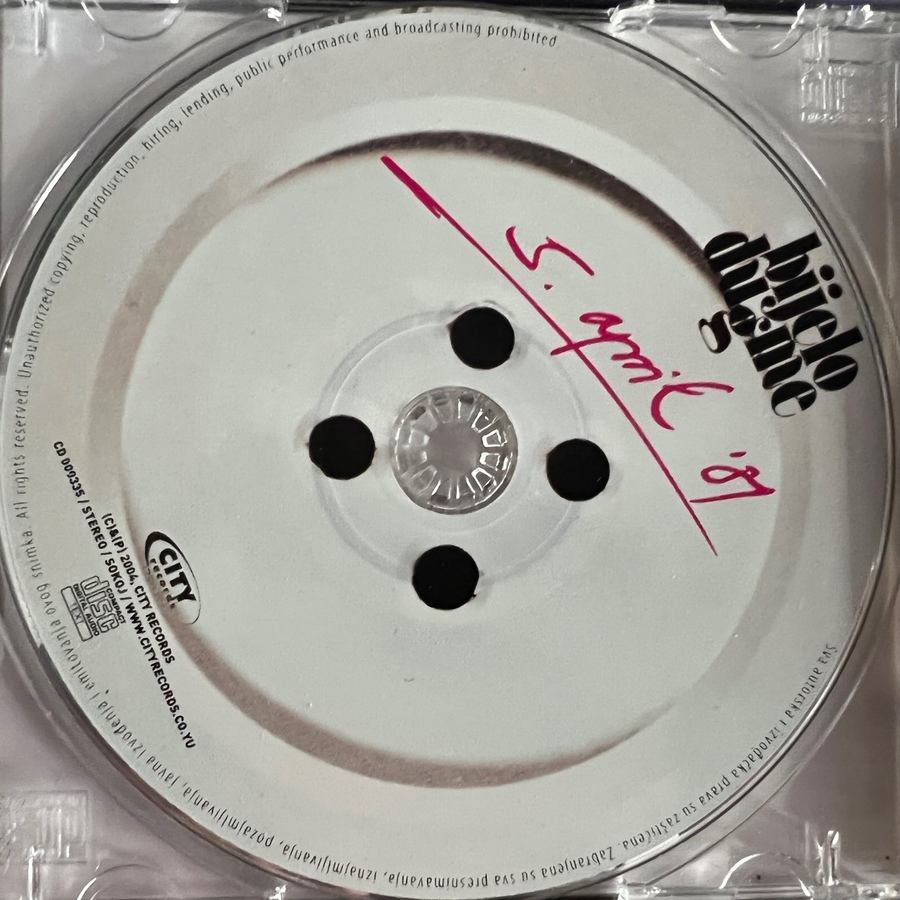 bijelo
dugme
5. april '81
CITY
records
(C)&(P) 2004, CITY RECORDS
CD 000335 / STEREO / SOKOJ / WWW.CITYRECORDS.CO.YU
COMPACT
disc
DIGITAL AUDIO
TEXT
Sva autorska i izvođačka prava su zaštićena. Zabranjena su sva presnimavanja, iznajmljivanja, pozajmljivanja, javna izvođenja i emitovanja ovog snimka. All rights reserved. Unauthorized copying, reproduction, hiring, lending, public performance and broadcasting prohibited.